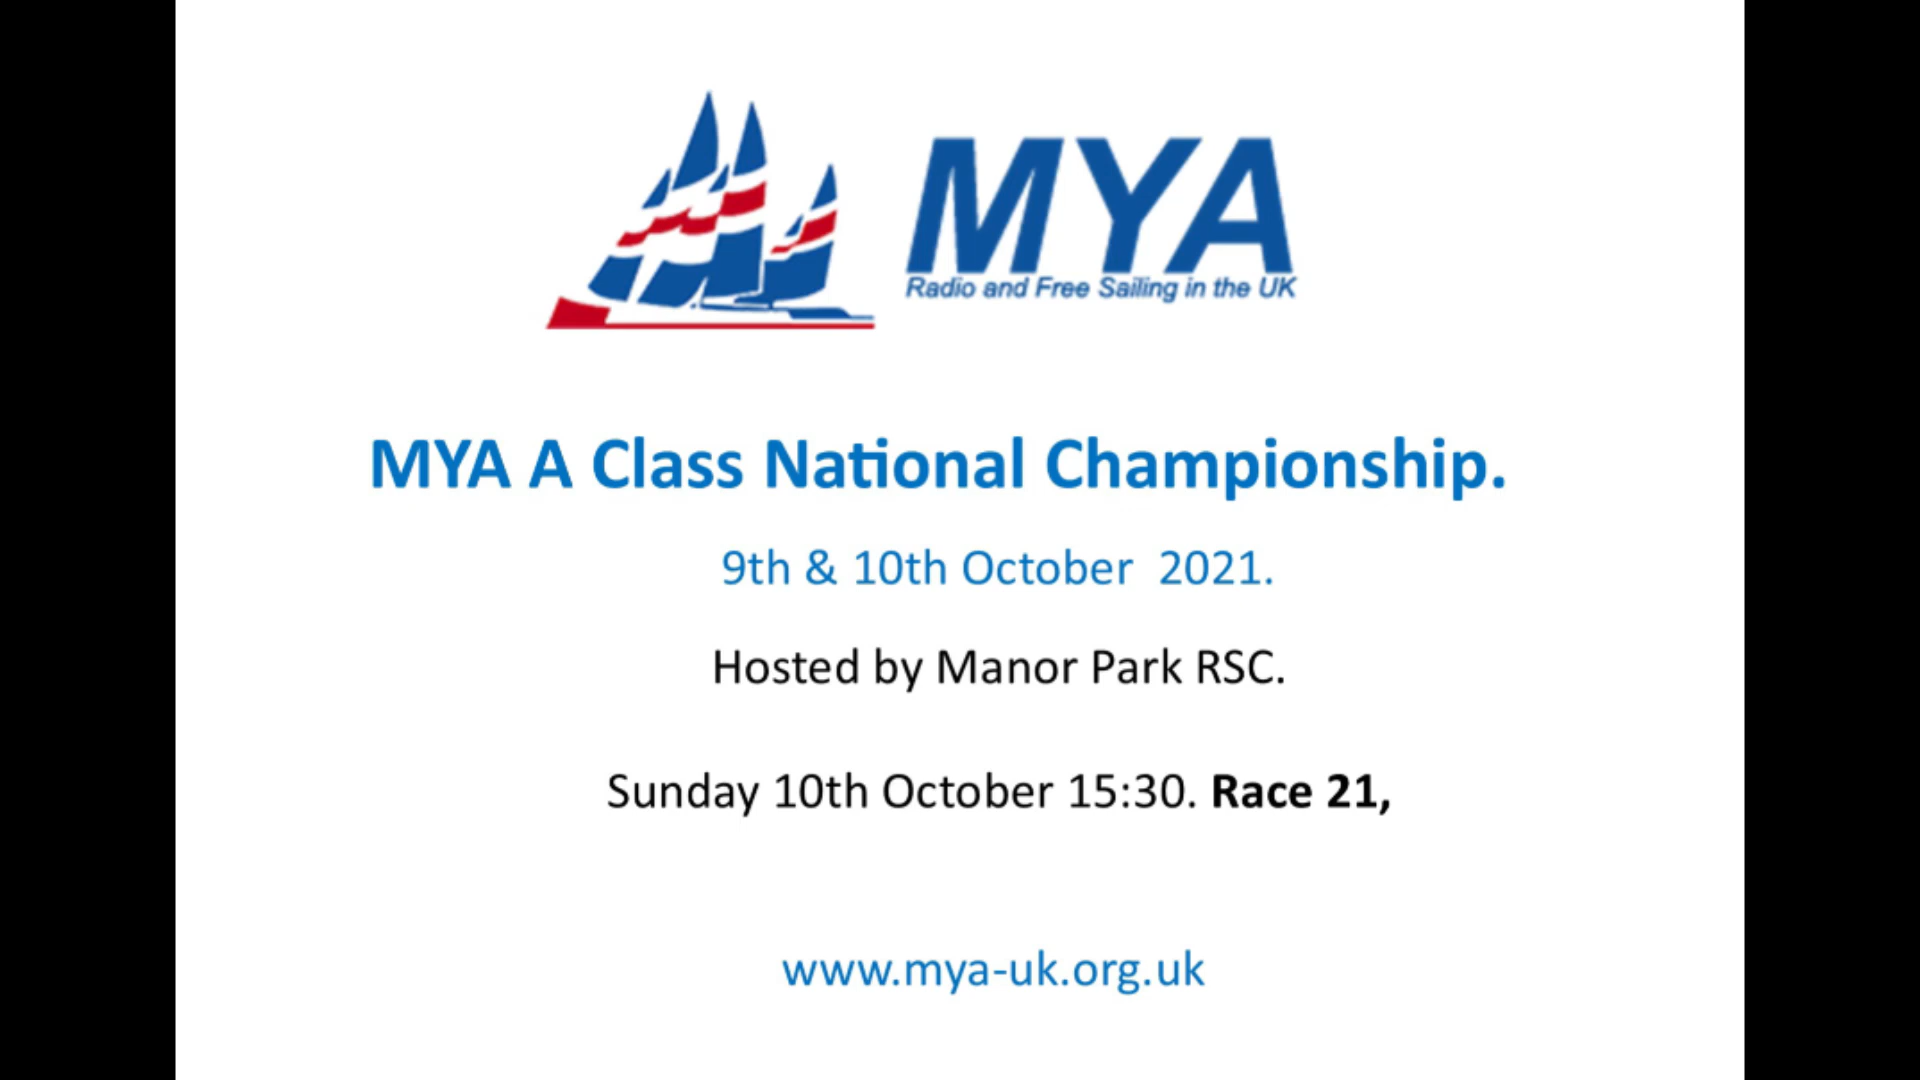 MYA
Radio and Free Sailing in the UK
MYA A Class National Championship.
9th & 10th October 2021.
Hosted by Manor Park RSC.
Sunday 10th October 15:30. Race 21,
www.mya-uk.org.uk